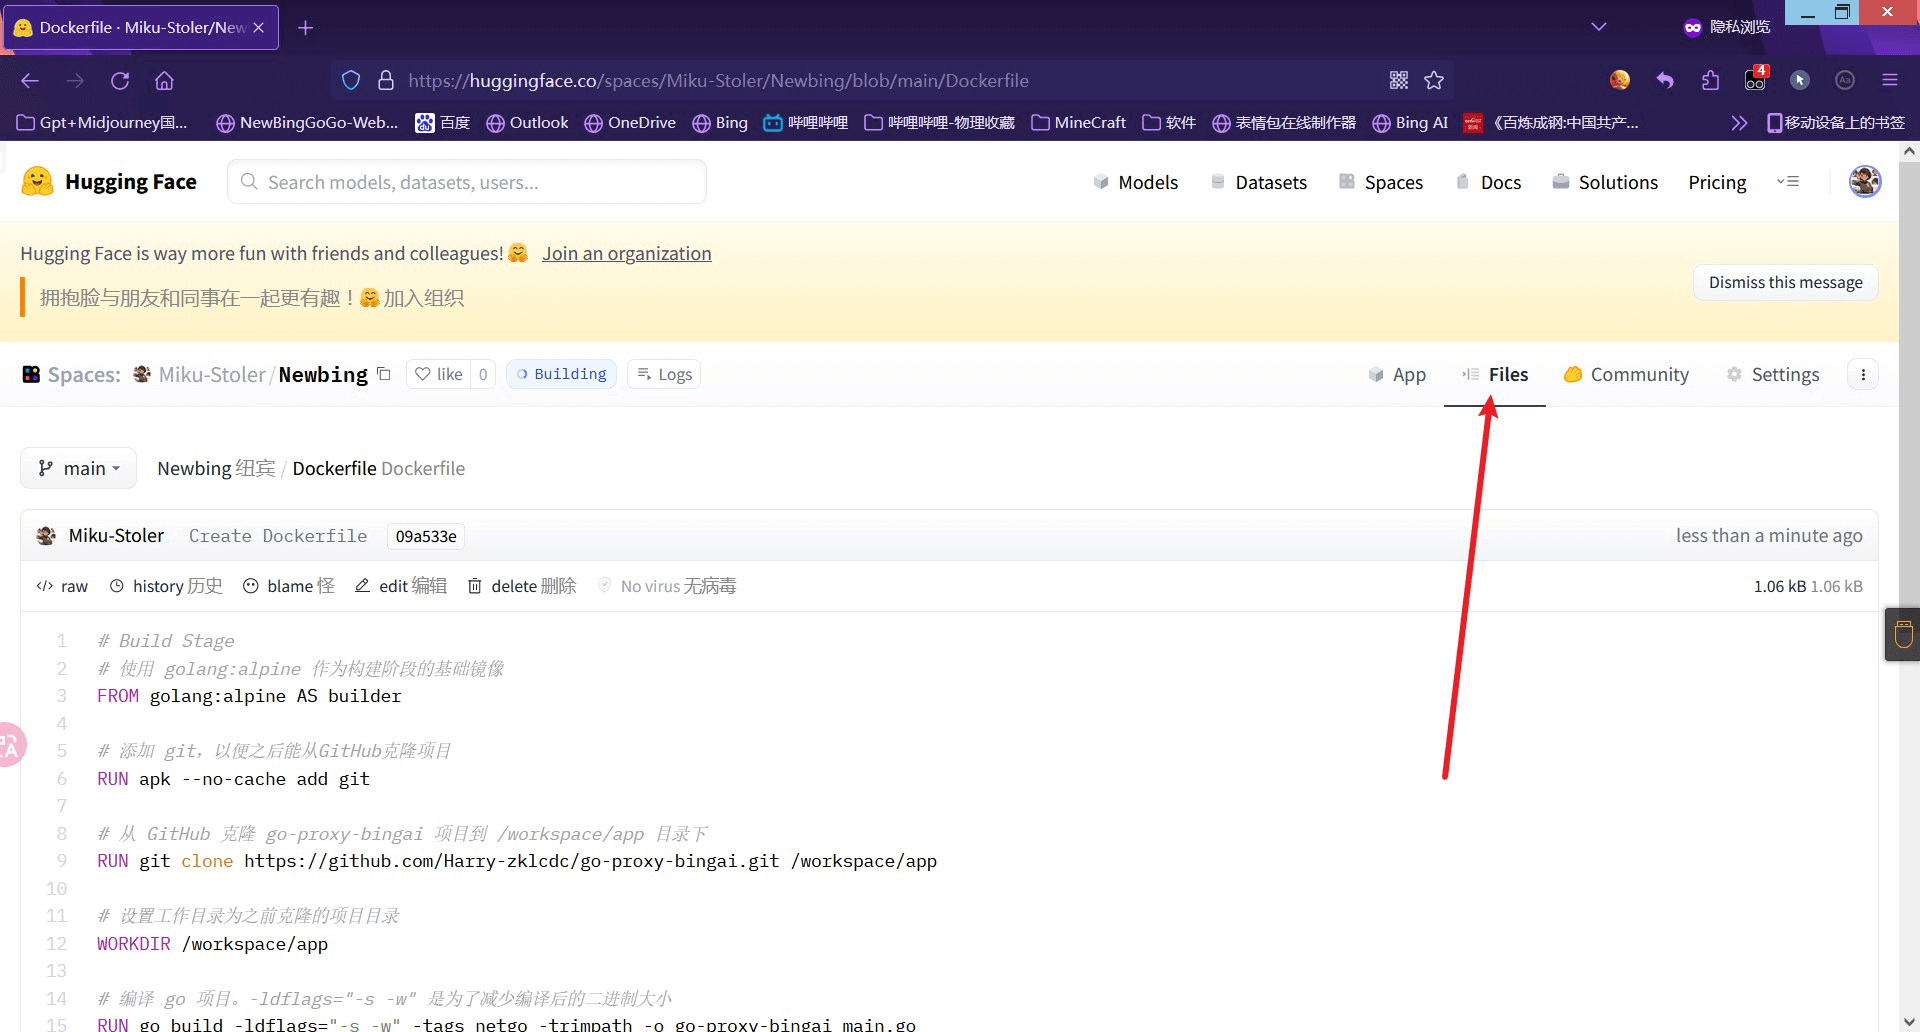 Dockerfile · Miku-Stoler/New
隐私浏览
https://huggingface.co/spaces/Miku-Stoler/Newbing/blob/main/Dockerfile
4
Aa
Gpt+Midjourney国... NewBingGoGo-Web... 百度 Outlook OneDrive Bing 哔哩哔哩 哔哩哔哩-物理收藏 MineCraft 软件 表情包在线制作器 Bing AI 《百炼成钢:中国共产... 移动设备上的书签
Hugging Face
Search models, datasets, users...
Models Datasets Spaces Docs Solutions Pricing
Hugging Face is way more fun with friends and colleagues! Join an organization
拥抱脸与朋友和同事在一起更有趣！ 加入组织
Dismiss this message
Spaces: Miku-Stoler/Newbing like 0 Building Logs
App Files Community Settings
main Newbing 纽宾 / Dockerfile Dockerfile
Miku-Stoler Create Dockerfile 09a533e less than a minute ago
raw history 历史 blame 怪 edit 编辑 delete 删除 No virus 无病毒 1.06 kB 1.06 kB
1 # Build Stage
2 # 使用 golang:alpine 作为构建阶段的基础镜像
3 FROM golang:alpine AS builder
4
5 # 添加 git，以便之后能从GitHub克隆项目
6 RUN apk --no-cache add git
7
8 # 从 GitHub 克隆 go-proxy-bingai 项目到 /workspace/app 目录下
9 RUN git clone https://github.com/Harry-zklcdc/go-proxy-bingai.git /workspace/app
10
11 # 设置工作目录为之前克隆的项目目录
12 WORKDIR /workspace/app
13
14 # 编译 go 项目。-ldflags="-s -w" 是为了减少编译后的二进制大小
15 RUN go build -ldflags="-s -w" -tags netgo -trimpath -o go-proxy-bingai main.go